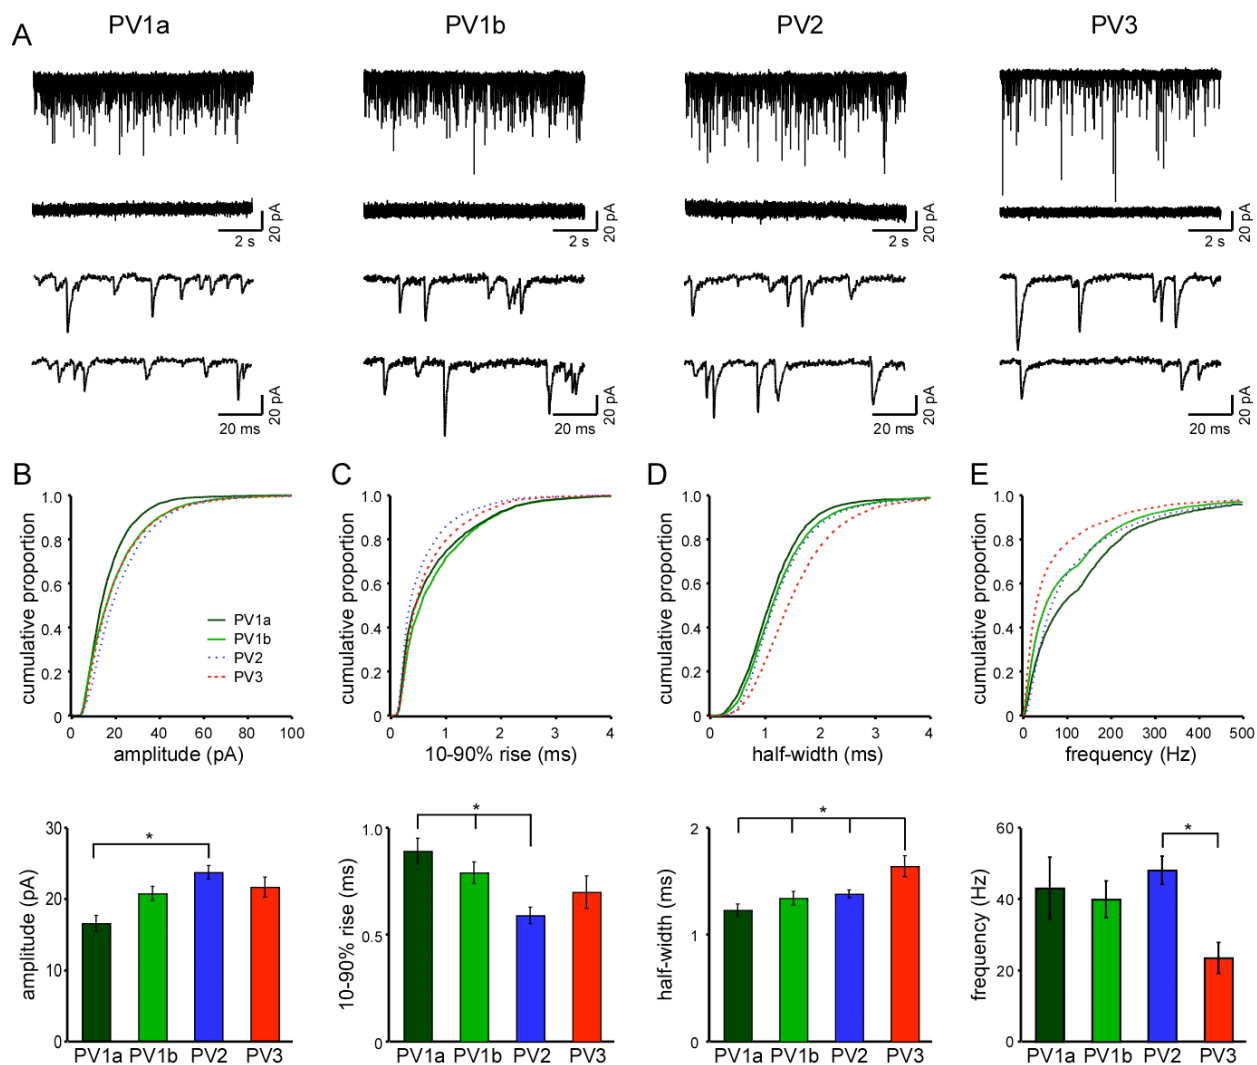 A
PV1a PV1b PV2 PV3
2 s 20 pA 2 s 20 pA 2 s 20 pA 2 s 20 pA
20 ms 20 pA 20 ms 20 pA 20 ms 20 pA 20 ms 20 pA
B
cumulative proportion
1.0
0.8
0.6
0.4
0.2
0
PV1a
PV1b
PV2
PV3
0 20 40 60 80 100
amplitude (pA)
amplitude (pA)
30
20
10
0
*
PV1a PV1b PV2 PV3
C
cumulative proportion
1.0
0.8
0.6
0.4
0.2
0
0 1 2 3 4
10-90% rise (ms)
10-90% rise (ms)
1.0
0.5
0
*
PV1a PV1b PV2 PV3
D
cumulative proportion
1.0
0.8
0.6
0.4
0.2
0
0 1 2 3 4
half-width (ms)
half-width (ms)
2
1
0
*
PV1a PV1b PV2 PV3
E
cumulative proportion
1.0
0.8
0.6
0.4
0.2
0
0 100 200 300 400 500
frequency (Hz)
frequency (Hz)
60
40
20
0
*
PV1a PV1b PV2 PV3